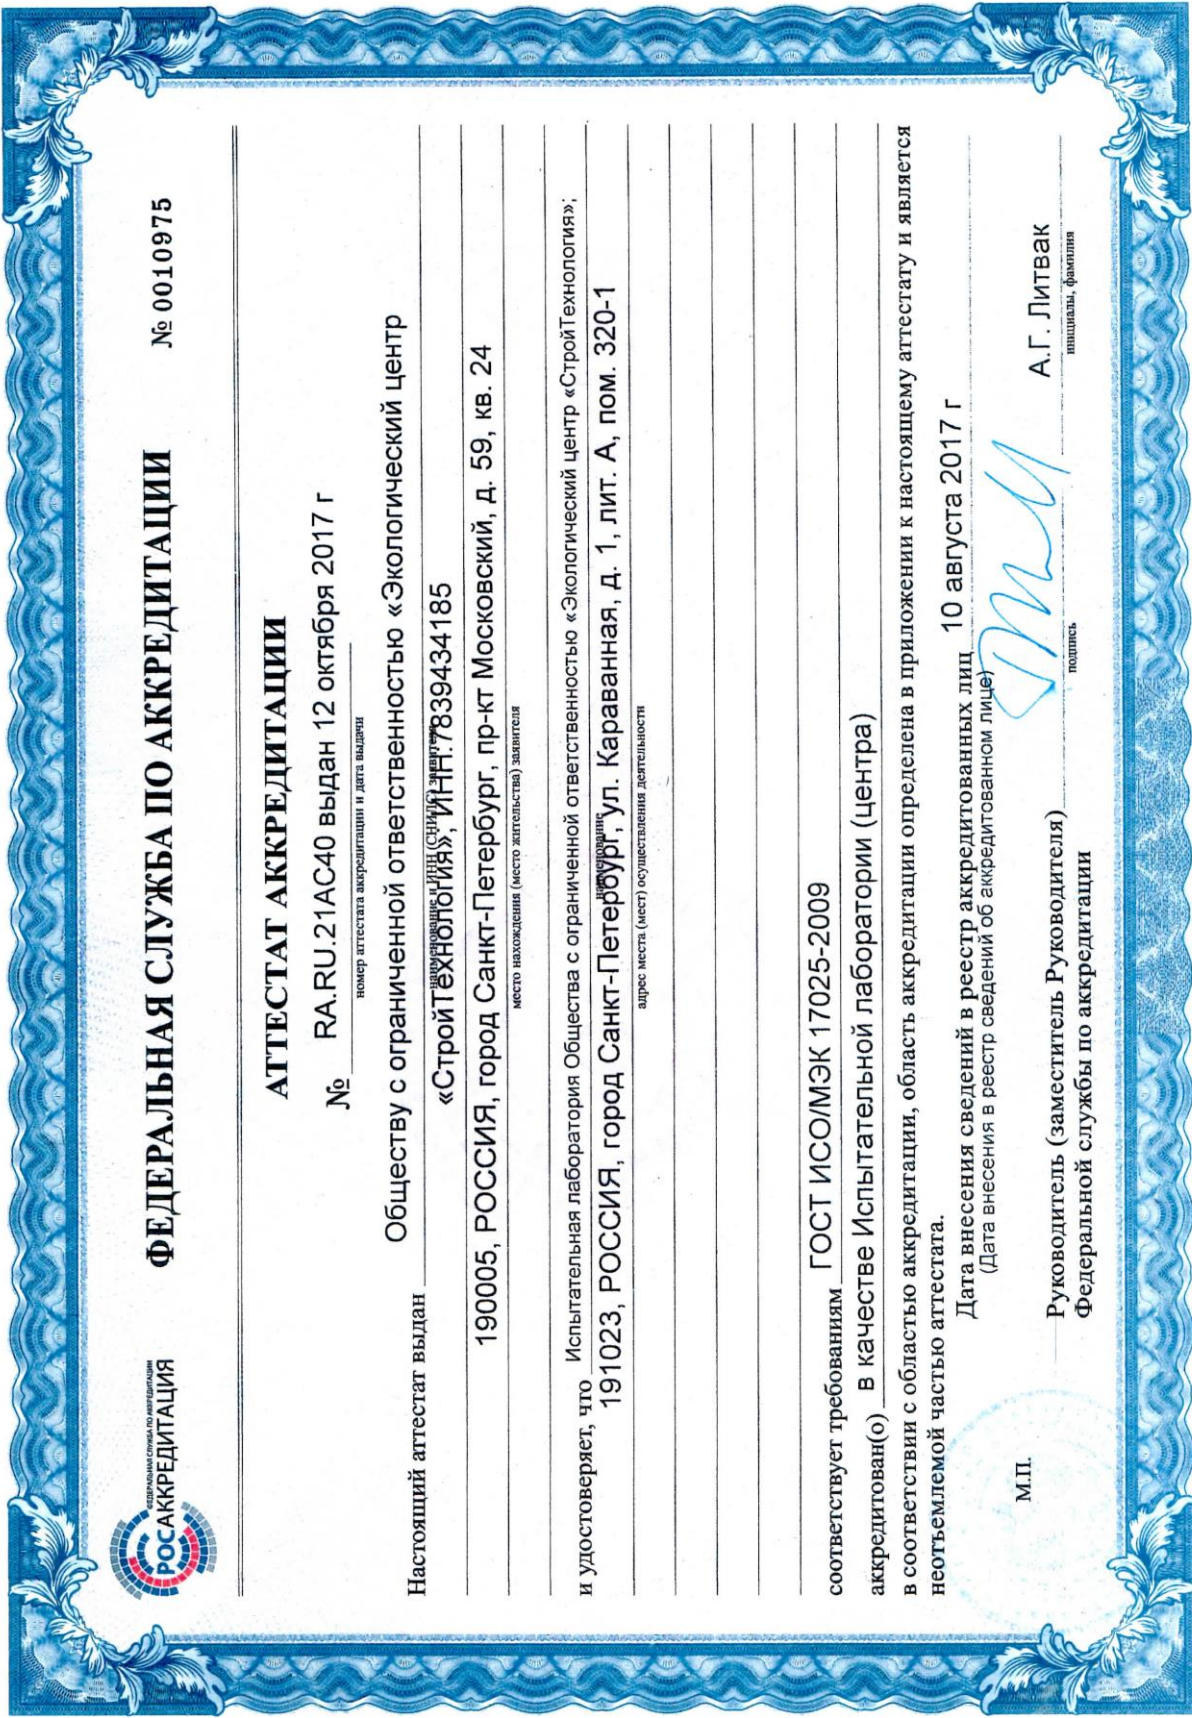 ФЕДЕРАЛЬНАЯ СЛУЖБА ПО АККРЕДИТАЦИИ
РОСАККРЕДИТАЦИЯ
ФЕДЕРАЛЬНАЯ СЛУЖБА ПО АККРЕДИТАЦИИ
№ 0010975
АТТЕСТАТ АККРЕДИТАЦИИ
№ RA.RU.21АС40 выдан 12 октября 2017 г
номер аттестата аккредитации и дата выдачи
Настоящий аттестат выдан Обществу с ограниченной ответственностью «Экологический центр
«СтройТехнология»; ИНН:7839434185
наименование и ИНН (СНИЛС) заявителя
190005, РОССИЯ, город Санкт-Петербург, пр-кт Московский, д. 59, кв. 24
место нахождения (место жительства) заявителя
и удостоверяет, что Испытательная лаборатория Общества с ограниченной ответственностью «Экологический центр «СтройТехнология»;
наименование
191023, РОССИЯ, город Санкт-Петербург, ул. Караванная, д. 1, лит. А, пом. 320-1
адрес места (мест) осуществления деятельности
соответствует требованиям ГОСТ ИСО/МЭК 17025-2009
аккредитован(о) в качестве Испытательной лаборатории (центра)
в соответствии с областью аккредитации, область аккредитации определена в приложении к настоящему аттестату и является
неотъемлемой частью аттестата.
Дата внесения сведений в реестр аккредитованных лиц 10 августа 2017 г
(Дата внесения в реестр сведений об аккредитованном лице)
М.П.
Руководитель (заместитель Руководителя)
Федеральной службы по аккредитации
подпись
А.Г. Литвак
инициалы, фамилия